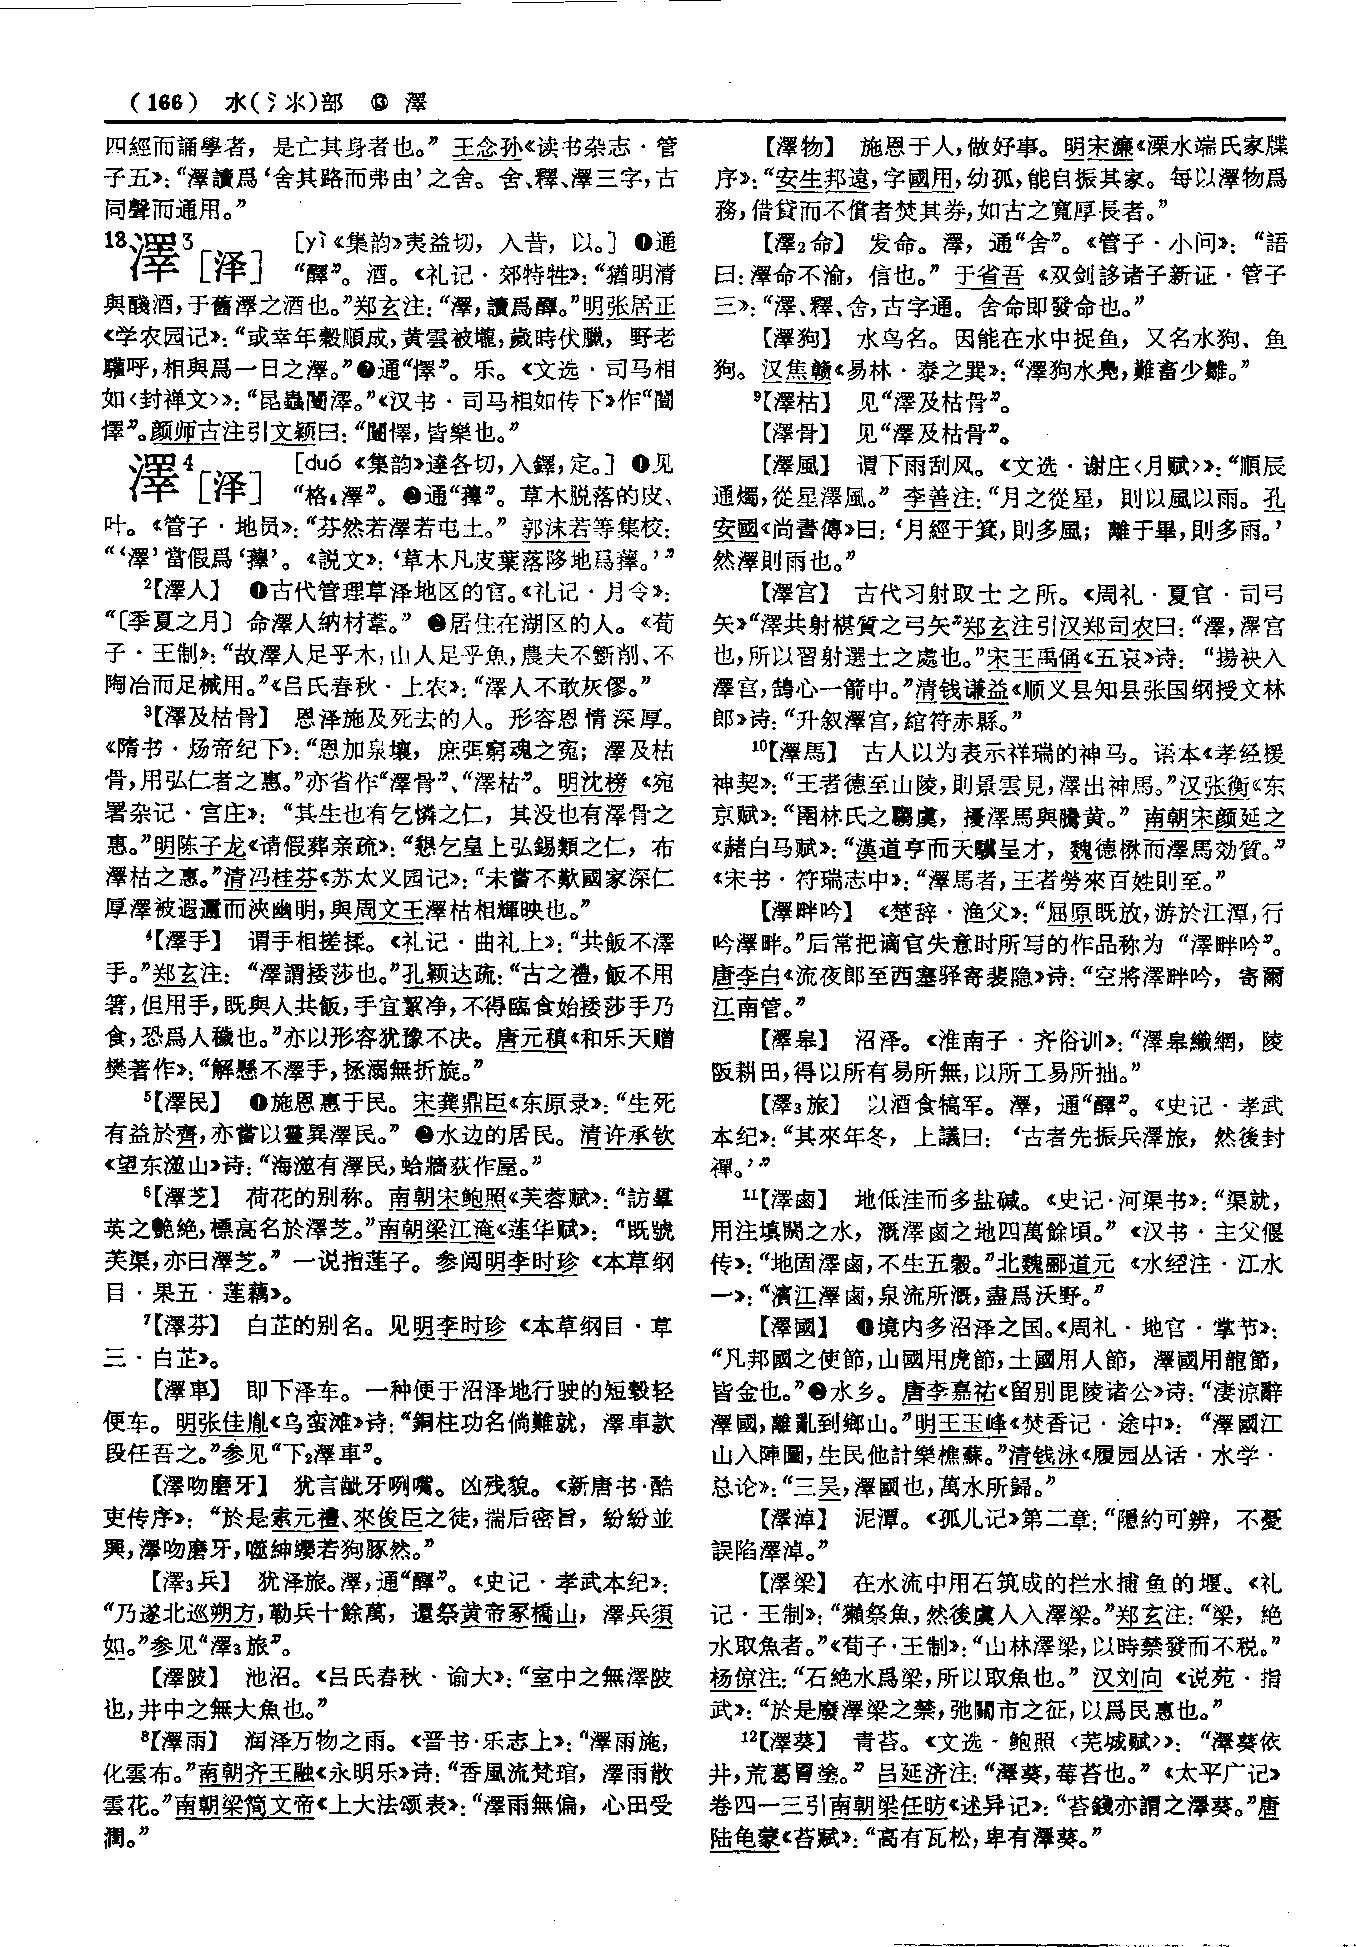 (166) 水(氵氺)部 ⓭ 澤
四經而誦學者，是亡其身者也。”王念孙《读书杂志·管
子五》：“澤讀爲‘舍其路而弗由’之舍。舍、釋、澤三字，古
同聲而通用。”
澤3［泽］ [yì《集韵》夷益切，入昔，以。] ❶通
“醳”。酒。《礼记·郊特牲》：“猶明清
與醆酒，于舊澤之酒也。”郑玄注：“澤，讀爲醳。”明张居正
《学农园记》：“或幸年穀順成，黄雲被壠，歲時伏臘，野老
驩呼，相與爲一日之澤。”❷通“懌”。乐。《文选·司马相
如〈封禅文〉》：“昆蟲闓澤。”《汉书·司马相如传下》作“闓
懌”。颜师古注引文颖曰：“闓懌，皆樂也。”
澤4［泽］ [duó《集韵》達各切，入鐸，定。] ❶见
“格4澤”。❷通“蘀”。草木脱落的皮、
叶。《管子·地员》：“芬然若澤若屯土。”郭沫若等集校：
“‘澤’當假爲‘蘀’。《説文》：‘草木凡皮葉落陊地爲蘀。’”
2【澤人】 ❶古代管理草泽地区的官。《礼记·月令》：
“〔季夏之月〕命澤人纳材葦。”❷居住在湖区的人。《荀
子·王制》：“故澤人足乎木，山人足乎魚，農夫不斲削、不
陶冶而足械用。”《吕氏春秋·上农》：“澤人不敢灰僇。”
3【澤及枯骨】 恩泽施及死去的人。形容恩情深厚。
《隋书·炀帝纪下》：“恩加泉壤，庶弭窮魂之冤；澤及枯
骨，用弘仁者之惠。”亦省作“澤骨”、“澤枯”。明沈榜《宛
署杂记·宫庄》：“其生也有乞憐之仁，其没也有澤骨之
惠。”明陈子龙《请假葬亲疏》：“懇乞皇上弘錫類之仁，布
澤枯之惠。”清冯桂芬《苏太义园记》：“未嘗不歎國家深仁
厚澤被遐邇而浹幽明，與周文王澤枯相輝映也。”
4【澤手】 谓手相搓揉。《礼记·曲礼上》：“共飯不澤
手。”郑玄注：“澤謂捼莎也。”孔颖达疏：“古之禮，飯不用
箸，但用手，既與人共飯，手宜絜净，不得臨食始捼莎手乃
食，恐爲人穢也。”亦以形容犹豫不决。唐元稹《和乐天赠
樊著作》：“解懸不澤手，拯溺無折旋。”
5【澤民】 ❶施恩惠于民。宋龚鼎臣《东原录》：“生死
有益於齊，亦嘗以靈異澤民。”❷水边的居民。清许承钦
《望东澨山》诗：“海澨有澤民，蛤牆荻作屋。”
6【澤芝】 荷花的别称。南朝宋鲍照《芙蓉赋》：“訪羣
英之艷絶，標高名於澤芝。”南朝梁江淹《莲华赋》：“既號
芙渠，亦曰澤芝。”一说指莲子。参阅明李时珍《本草纲
目·果五·莲藕》。
7【澤芬】 白芷的别名。见明李时珍《本草纲目·草
三·白芷》。
【澤車】 即下泽车。一种便于沼泽地行驶的短毂轻
便车。明张佳胤《乌蛮滩》诗：“銅柱功名倘難就，澤車款
段任吾之。”参见“下2澤車”。
【澤吻磨牙】 犹言龇牙咧嘴。凶残貌。《新唐书·酷
吏传序》：“於是索元禮、來俊臣之徒，揣后密旨，紛紛並
興，澤吻磨牙，噬紳纓若狗豚然。”
【澤3兵】 犹泽旅。澤，通“醳”。《史记·孝武本纪》：
“乃遂北巡朔方，勒兵十餘萬，還祭黄帝冢橋山，澤兵須
如。”参见“澤3旅”。
【澤陂】 池沼。《吕氏春秋·谕大》：“室中之無澤陂
也，井中之無大魚也。”
8【澤雨】 润泽万物之雨。《晋书·乐志上》：“澤雨施，
化雲布。”南朝齐王融《永明乐》诗：“香風流梵琯，澤雨散
雲花。”南朝梁简文帝《上大法颂表》：“澤雨無偏，心田受
潤。”
【澤物】 施恩于人，做好事。明宋濂《溧水端氏家牒
序》：“安生邦遠，字國用，幼孤，能自振其家。每以澤物爲
務，借貸而不償者焚其券，如古之寬厚長者。”
【澤2命】 发命。澤，通“舍”。《管子·小问》：“語
曰：澤命不渝，信也。”于省吾《双剑誃诸子新证·管子
三》：“澤、釋、舍，古字通。舍命即發命也。”
【澤狗】 水鸟名。因能在水中捉鱼，又名水狗、鱼
狗。汉焦赣《易林·泰之巽》：“澤狗水凫，難畜少雛。”
9【澤枯】 见“澤及枯骨”。
【澤骨】 见“澤及枯骨”。
【澤風】 谓下雨刮风。《文选·谢庄〈月赋〉》：“順辰
通燭，從星澤風。”李善注：“月之從星，則以風以雨。孔
安國《尚書傳》曰：‘月經于箕，則多風；離于畢，則多雨。’
然澤則雨也。”
【澤宫】 古代习射取士之所。《周礼·夏官·司弓
矢》“澤共射椹質之弓矢”郑玄注引汉郑司农曰：“澤，澤宫
也，所以習射選士之處也。”宋王禹偁《五哀》诗：“揚袂入
澤宫，鵠心一箭中。”清钱谦益《顺义县知县张国纲授文林
郎》诗：“升叙澤宫，綰符赤縣。”
10【澤馬】 古人以为表示祥瑞的神马。语本《孝经援
神契》：“王者德至山陵，則景雲見，澤出神馬。”汉张衡《东
京赋》：“圄林氏之騶虞，擾澤馬與騰黄。”南朝宋颜延之
《赭白马赋》：“漢道亨而天驥呈才，魏德楙而澤馬効質。”
《宋书·符瑞志中》：“澤馬者，王者勞來百姓則至。”
【澤畔吟】 《楚辞·渔父》：“屈原既放，游於江潭，行
吟澤畔。”后常把谪官失意时所写的作品称为“澤畔吟”。
唐李白《流夜郎至西塞驿寄裴隐》诗：“空將澤畔吟，寄爾
江南管。”
【澤皋】 沼泽。《淮南子·齐俗训》：“澤皋織網，陵
阪耕田，得以所有易所無，以所工易所拙。”
【澤3旅】 以酒食犒军。澤，通“醳”。《史记·孝武
本纪》：“其來年冬，上議曰：‘古者先振兵澤旅，然後封
禪。’”
11【澤鹵】 地低洼而多盐碱。《史记·河渠书》：“渠就，
用注填閼之水，溉澤鹵之地四萬餘頃。”《汉书·主父偃
传》：“地固澤鹵，不生五穀。”北魏郦道元《水经注·江水
一》：“濱江澤鹵，泉流所溉，盡爲沃野。”
【澤國】 ❶境内多沼泽之国。《周礼·地官·掌节》：
“凡邦國之使節，山國用虎節，土國用人節，澤國用龍節，
皆金也。”❷水乡。唐李嘉祐《留别毘陵诸公》诗：“凄涼辭
澤國，離亂到鄉山。”明王玉峰《焚香记·途中》：“澤國江
山入陣圖，生民他計樂樵蘇。”清钱泳《履园丛话·水学·
总论》：“三吴，澤國也，萬水所歸。”
【澤淖】 泥潭。《孤儿记》第二章：“隱約可辨，不憂
誤陷澤淖。”
【澤梁】 在水流中用石筑成的拦水捕鱼的堰。《礼
记·王制》：“獺祭魚，然後虞人入澤梁。”郑玄注：“梁，绝
水取魚者。”《荀子·王制》：“山林澤梁，以時禁發而不税。”
杨倞注：“石絶水爲梁，所以取魚也。”汉刘向《说苑·指
武》：“於是廢澤梁之禁，弛關市之征，以爲民惠也。”
12【澤葵】 青苔。《文选·鲍照〈芜城赋〉》：“澤葵依
井，荒葛罥塗。”吕延济注：“澤葵，莓苔也。”《太平广记》
卷四一三引南朝梁任昉《述异记》：“苔錢亦謂之澤葵。”唐
陆龟蒙《苔赋》：“高有瓦松，卑有澤葵。”